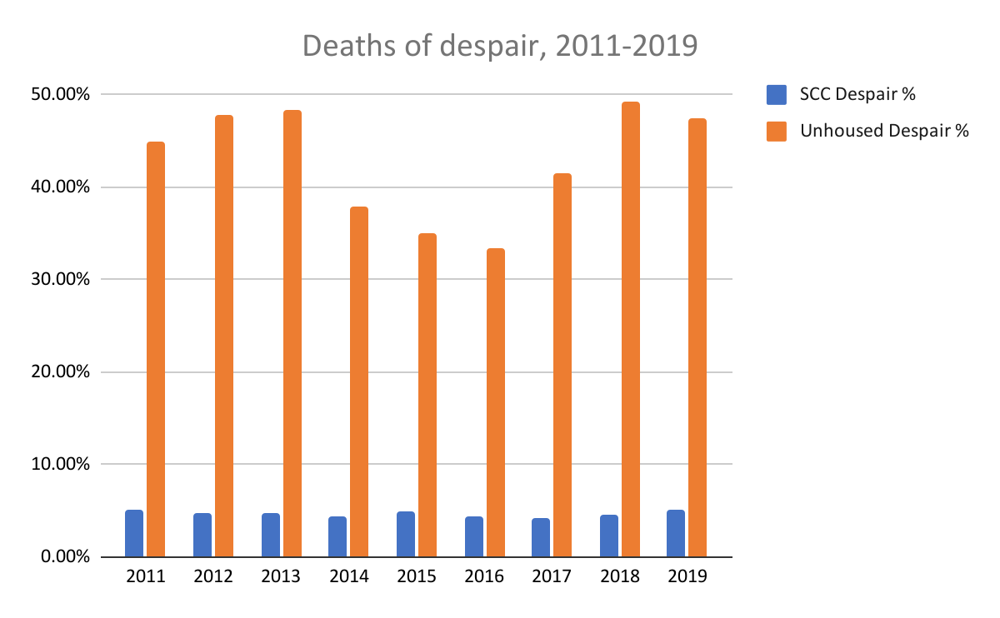 Deaths of despair, 2011-2019
SCC Despair %
Unhoused Despair %
50.00%
40.00%
30.00%
20.00%
10.00%
0.00%
2011 2012 2013 2014 2015 2016 2017 2018 2019